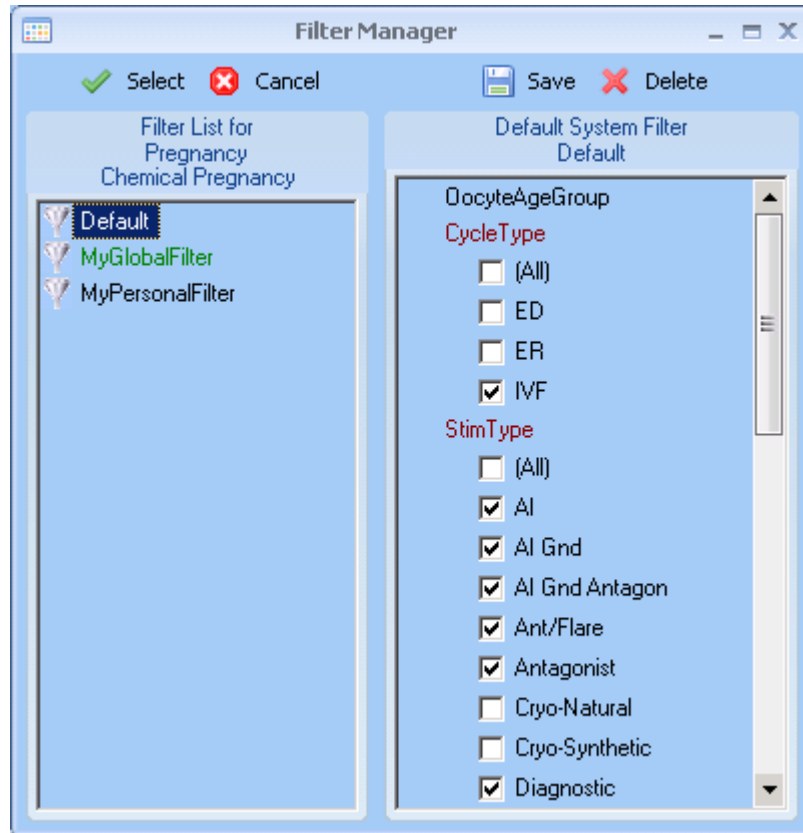 Filter Manager
Select Cancel Save Delete
Filter List for
Pregnancy
Chemical Pregnancy
Default
MyGlobalFilter
MyPersonalFilter
Default System Filter
Default
OocyteAgeGroup
CycleType
(All)
ED
ER
IVF
StimType
(All)
AI
AI Gnd
AI Gnd Antagon
Ant/Flare
Antagonist
Cryo-Natural
Cryo-Synthetic
Diagnostic